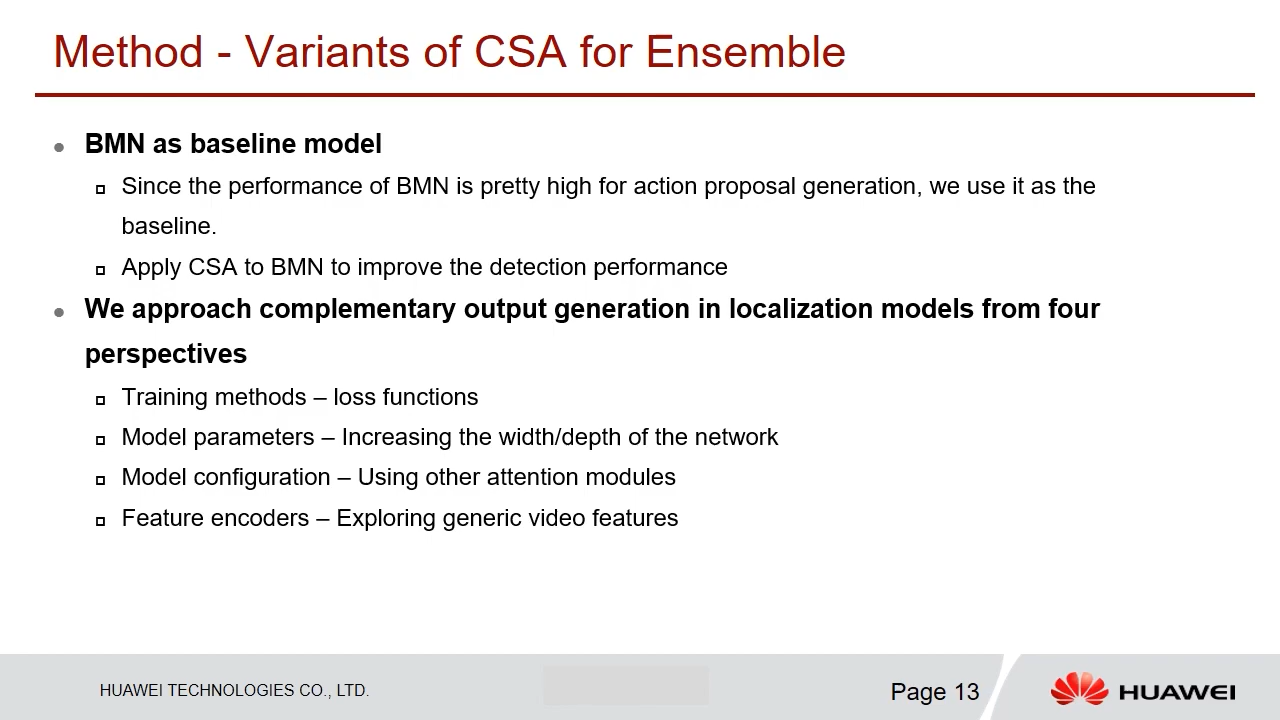 Method - Variants of CSA for Ensemble
BMN as baseline model
Since the performance of BMN is pretty high for action proposal generation, we use it as the
baseline.
Apply CSA to BMN to improve the detection performance
We approach complementary output generation in localization models from four
perspectives
Training methods – loss functions
Model parameters – Increasing the width/depth of the network
Model configuration – Using other attention modules
Feature encoders – Exploring generic video features
HUAWEI TECHNOLOGIES CO., LTD.
Page 13
HUAWEI